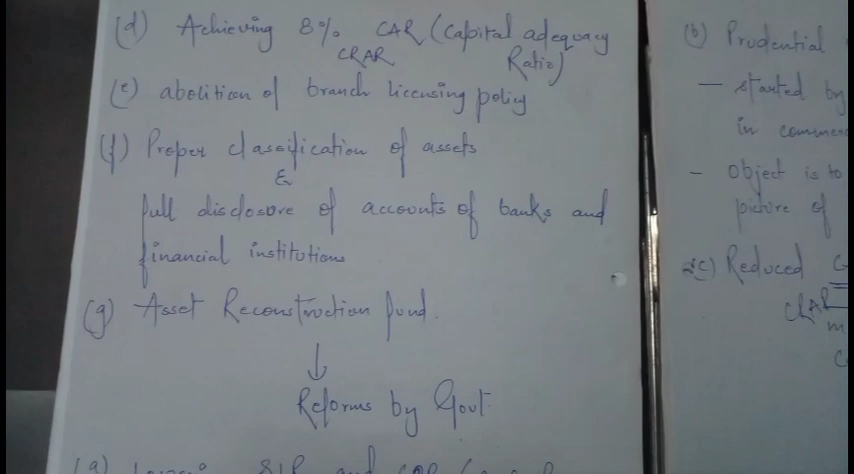 (d) Achieving 8% CAR (Capital adequacy
CRAR Ratio)
(e) abolition of branch licensing policy
(f) Proper classification of assets
&
full disclosure of accounts of banks and
financial institutions
(g) Asset Reconstruction fund.
↓
Reforms by Govt.
(a) SLR and
(b) Prudential
– started by
in
– Object is to
picture of
(c) Reduced
CRAR